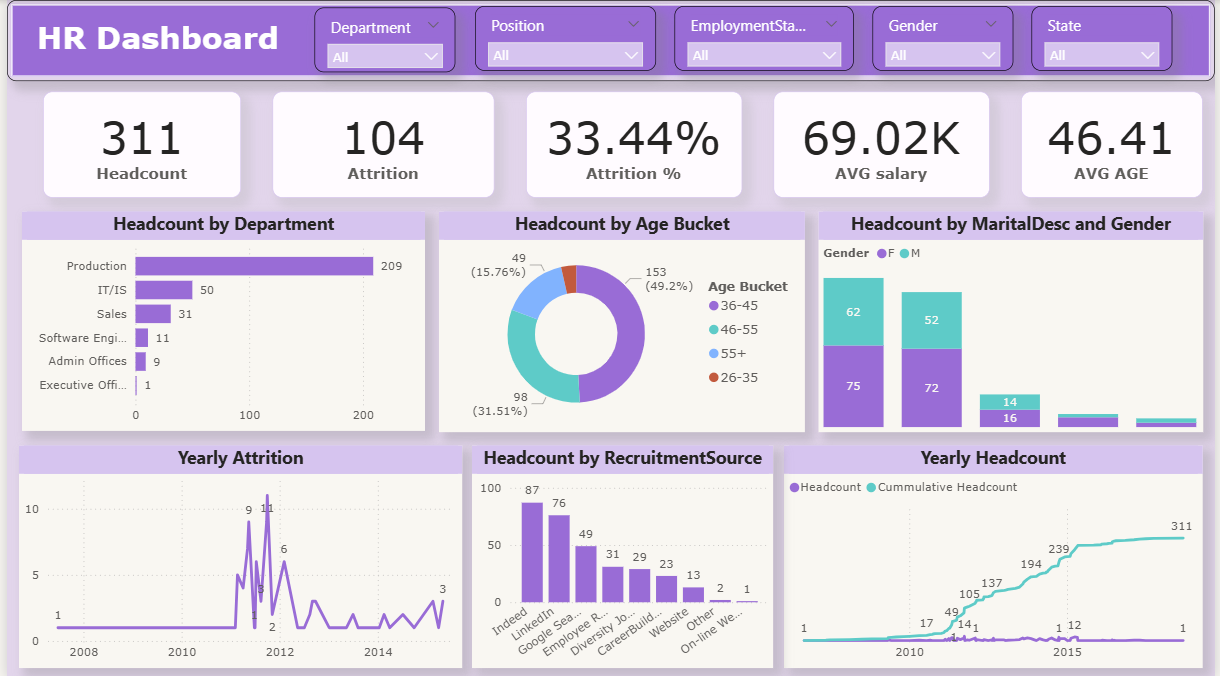 HR Dashboard
Department
All
Position
All
EmploymentSta...
All
Gender
All
State
All
311
Headcount
104
Attrition
33.44%
Attrition %
69.02K
AVG salary
46.41
AVG AGE
Headcount by Department
Production
209
IT/IS
50
Sales
31
Software Engi...
11
Admin Offices
9
Executive Offi...
1
0
100
200
Headcount by Age Bucket
49
(15.76%)
153
(49.2%)
98
(31.51%)
Age Bucket
36-45
46-55
55+
26-35
Headcount by MaritalDesc and Gender
Gender F M
62
75
52
72
14
16
Yearly Attrition
10
5
0
1
9
11
1
3
2
6
3
2008
2010
2012
2014
Headcount by RecruitmentSource
100
50
0
87
76
49
31
29
23
13
2
1
Indeed
LinkedIn
Google Sea...
Employee R...
Diversity Jo...
CareerBuild...
Website
Other
On-line We...
Yearly Headcount
Headcount Cummulative Headcount
1
17
49
105
137
194
239
311
1
14
1
1
12
1
2010
2015